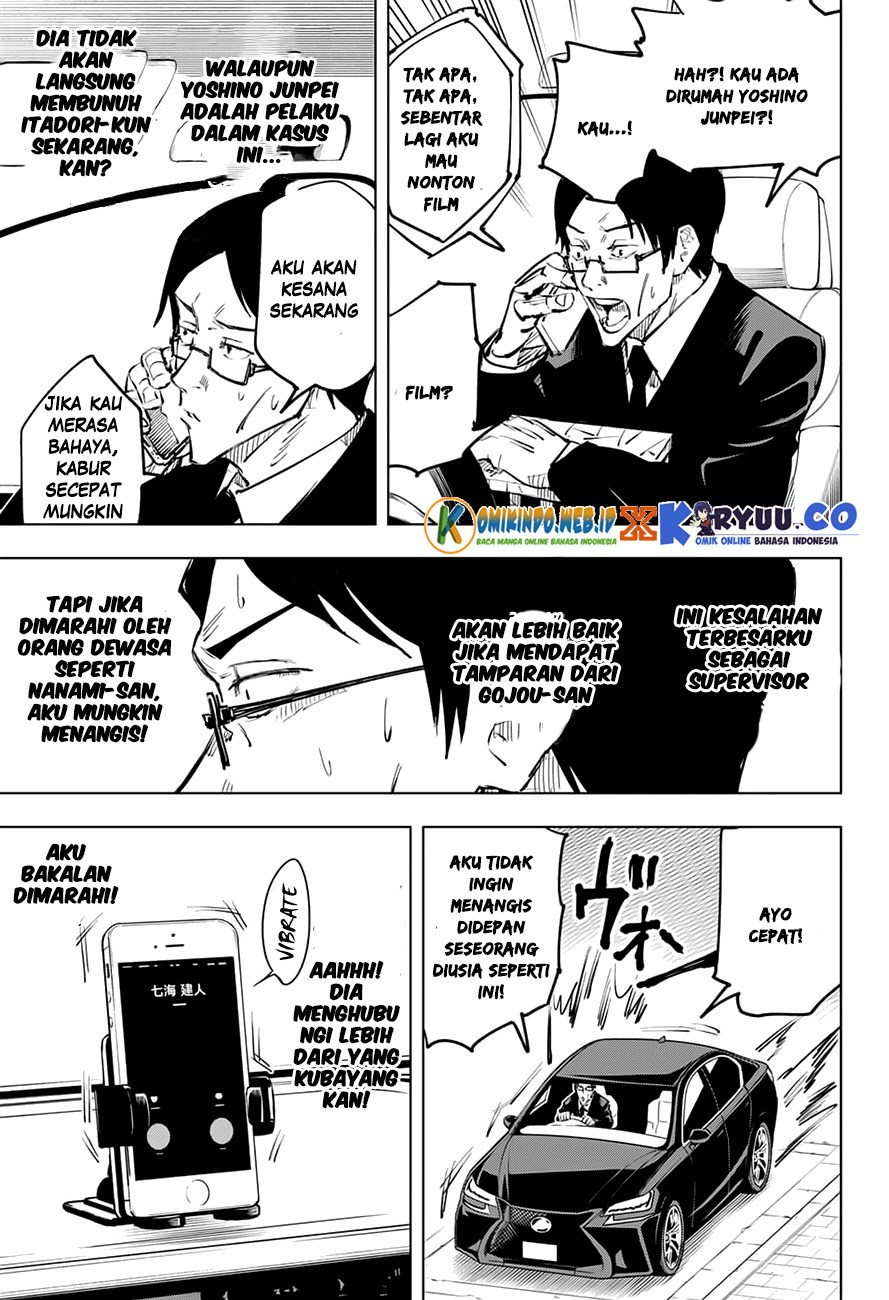 HAH?! KAU ADA
DIRUMAH YOSHINO
JUNPEI?!
KAU...!
TAK APA,
TAK APA,
SEBENTAR
LAGI AKU
MAU
NONTON
FILM
FILM?
WALAUPUN
YOSHINO JUNPEI
ADALAH PELAKU
DALAM KASUS
INI...
DIA TIDAK
AKAN
LANGSUNG
MEMBUNUH
ITADORI-KUN
SEKARANG,
KAN?
AKU AKAN
KESANA
SEKARANG
JIKA KAU
MERASA
BAHAYA,
KABUR
SECEPAT
MUNGKIN
KOMIKINDO.WEB.ID X KIRYUU.CO
BACA MANGA ONLINE BAHASA INDONESIA
OMIK ONLINE BAHASA INDONESIA
INI KESALAHAN
TERBESARKU
SEBAGAI
SUPERVISOR
AKAN LEBIH BAIK
JIKA MENDAPAT
TAMPARAN DARI
GOJOU-SAN
TAPI JIKA
DIMARAHI OLEH
ORANG DEWASA
SEPERTI
NANAMI-SAN,
AKU MUNGKIN
MENANGIS!
AYO
CEPAT!
ヴォ
AKU TIDAK
INGIN
MENANGIS
DIDEPAN
SESEORANG
DIUSIA SEPERTI
INI!
VIBRATE
AAHHH!
DIA
MENGHUBU
NGI LEBIH
DARI YANG
KUBAYANG
KAN!
七海 建人
AKU
BAKALAN
DIMARAHI!